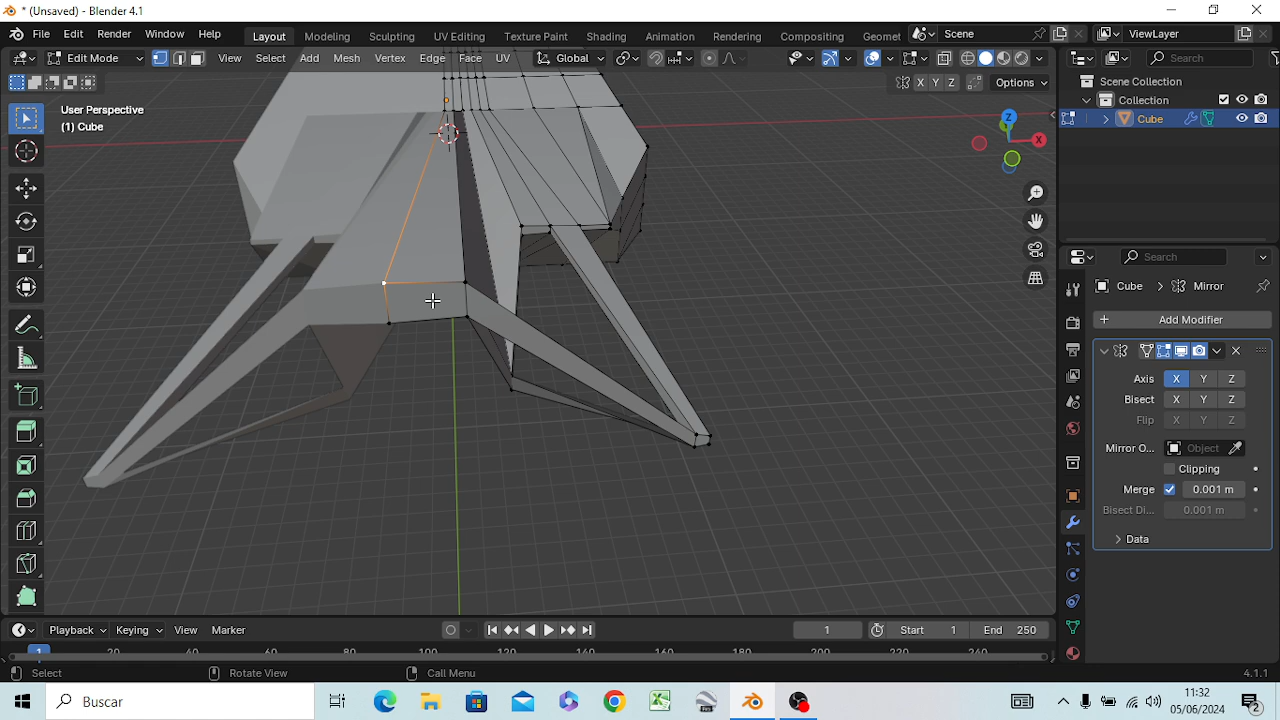 * (Unsaved) - Blender 4.1
File Edit Render Window Help Layout Modeling Sculpting UV Editing Texture Paint Shading Animation Rendering Compositing Geomet Scene ViewLayer
Edit Mode View Select Add Mesh Vertex Edge Face UV Global Search
X Y Z Options
User Perspective
(1) Cube
Scene Collection
Collection
Cube
Z
X
Search
Cube > Mirror
Add Modifier
Axis X Y Z
Bisect X Y Z
Flip X Y Z
Mirror O... Object
Clipping
Merge 0.001 m
Bisect Di... 0.001 m
Data
Playback Keying View Marker 1 Start 1 End 250
1 20 40 60 80 100 120 140 160 180 200 220 240
Select Rotate View Call Menu 4.1.1
Buscar
11:32
05/06/2024
2